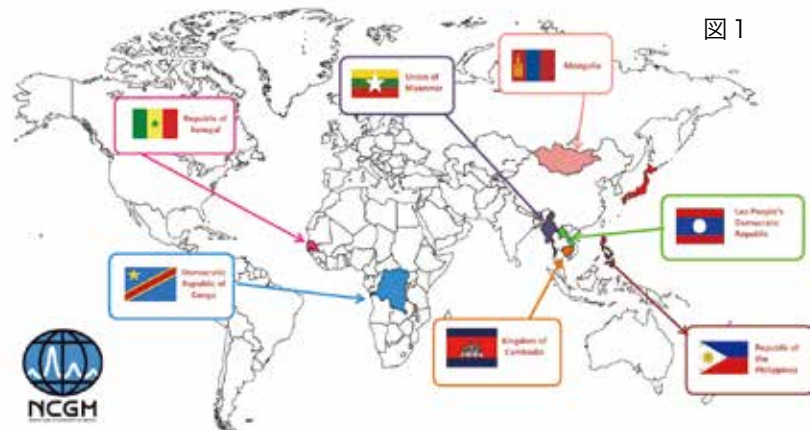 図1
Mongolia
Union of
Myanmar
Republic of
Senegal
Lao People's
Democratic
Republic
Democratic
Republic of
Congo
Kingdom of
Cambodia
Republic of
the
Philippines
NCGM